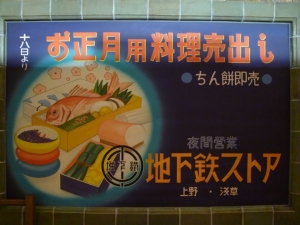 十八日より
お正月用料理売出し
●ちん餅即売●
夜間営業
地下鉄ストア
上野・浅草